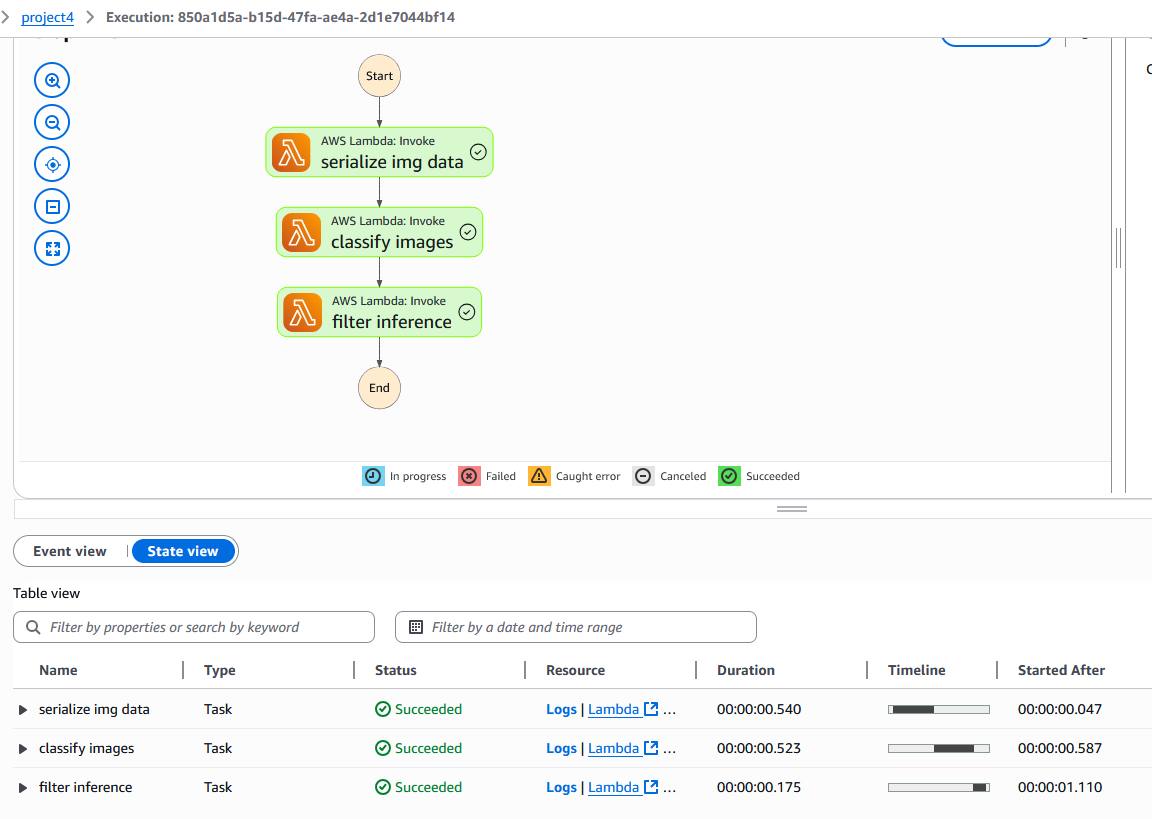 project4 Execution: 850a1d5a-b15d-47fa-ae4a-2d1e7044bf14
Start
AWS Lambda: Invoke
serialize img data
AWS Lambda: Invoke
classify images
AWS Lambda: Invoke
filter inference
End
In progress Failed Caught error Canceled Succeeded
Event view State view
Table view
Filter by properties or search by keyword Filter by a date and time range
Name Type Status Resource Duration Timeline Started After
serialize img data Task Succeeded Logs | Lambda ... 00:00:00.540 00:00:00.047
classify images Task Succeeded Logs | Lambda ... 00:00:00.523 00:00:00.587
filter inference Task Succeeded Logs | Lambda ... 00:00:00.175 00:00:01.110